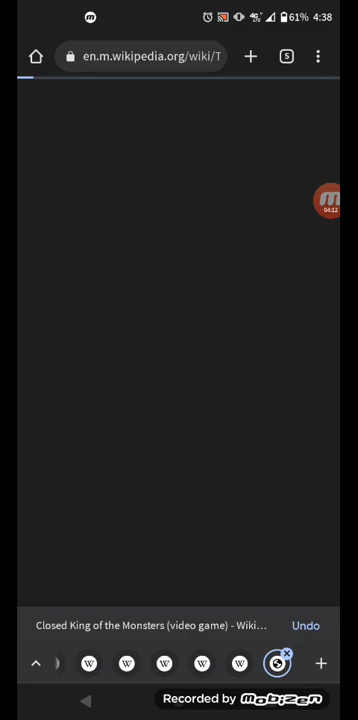 61% 4:38
en.m.wikipedia.org/wiki/T
5
04:12
Closed King of the Monsters (video game) - Wiki...
Undo
W W W W W
Recorded by mobizen